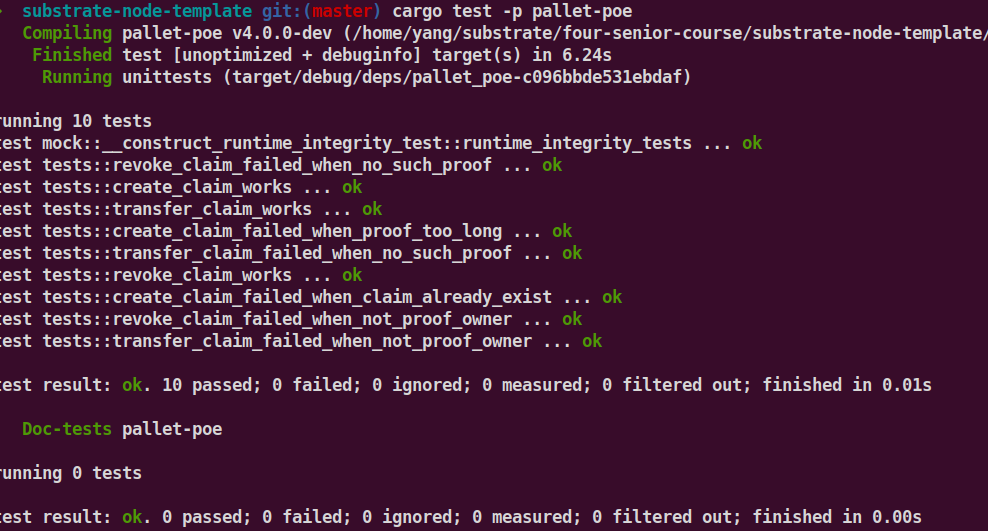 substrate-node-template git:(master) cargo test -p pallet-poe
Compiling pallet-poe v4.0.0-dev (/home/yang/substrate/four-senior-course/substrate-node-template/
Finished test [unoptimized + debuginfo] target(s) in 6.24s
Running unittests (target/debug/deps/pallet_poe-c096bbde531ebdaf)
running 10 tests
test mock::__construct_runtime_integrity_test::runtime_integrity_tests ... ok
test tests::revoke_claim_failed_when_no_such_proof ... ok
test tests::create_claim_works ... ok
test tests::transfer_claim_works ... ok
test tests::create_claim_failed_when_proof_too_long ... ok
test tests::transfer_claim_failed_when_no_such_proof ... ok
test tests::revoke_claim_works ... ok
test tests::create_claim_failed_when_claim_already_exist ... ok
test tests::revoke_claim_failed_when_not_proof_owner ... ok
test tests::transfer_claim_failed_when_not_proof_owner ... ok
test result: ok. 10 passed; 0 failed; 0 ignored; 0 measured; 0 filtered out; finished in 0.01s
Doc-tests pallet-poe
running 0 tests
test result: ok. 0 passed; 0 failed; 0 ignored; 0 measured; 0 filtered out; finished in 0.00s